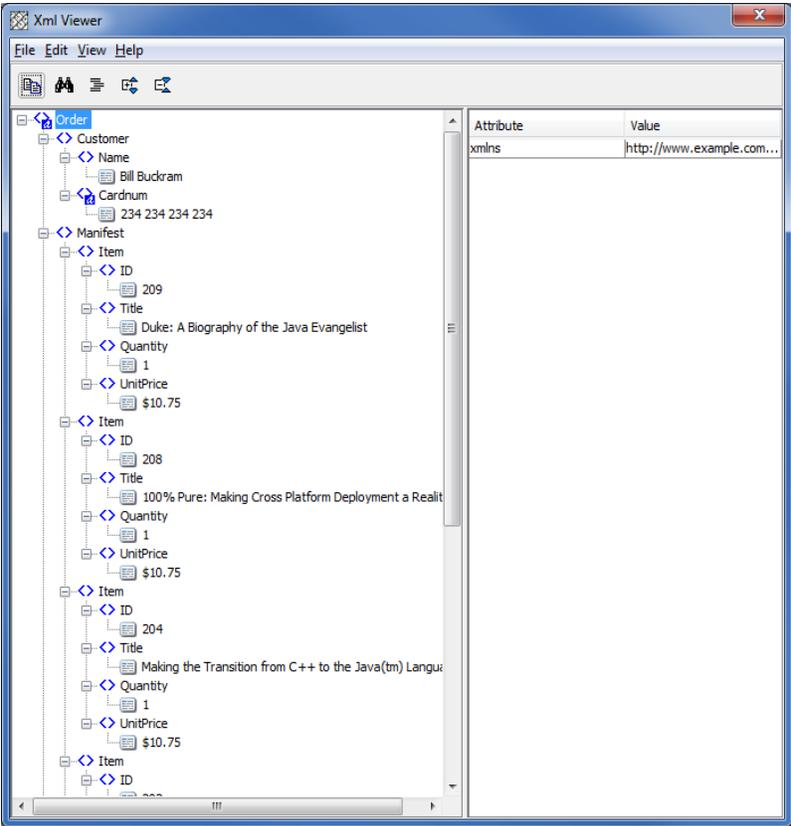 Xml Viewer
File Edit View Help
Order
Customer
Name
Bill Buckram
Cardnum
234 234 234 234
Manifest
Item
ID
209
Title
Duke: A Biography of the Java Evangelist
Quantity
1
UnitPrice
$10.75
Item
ID
208
Title
100% Pure: Making Cross Platform Deployment a Realit
Quantity
1
UnitPrice
$10.75
Item
ID
204
Title
Making the Transition from C++ to the Java(tm) Langua
Quantity
1
UnitPrice
$10.75
Item
ID
Attribute Value
xmlns http://www.example.com...